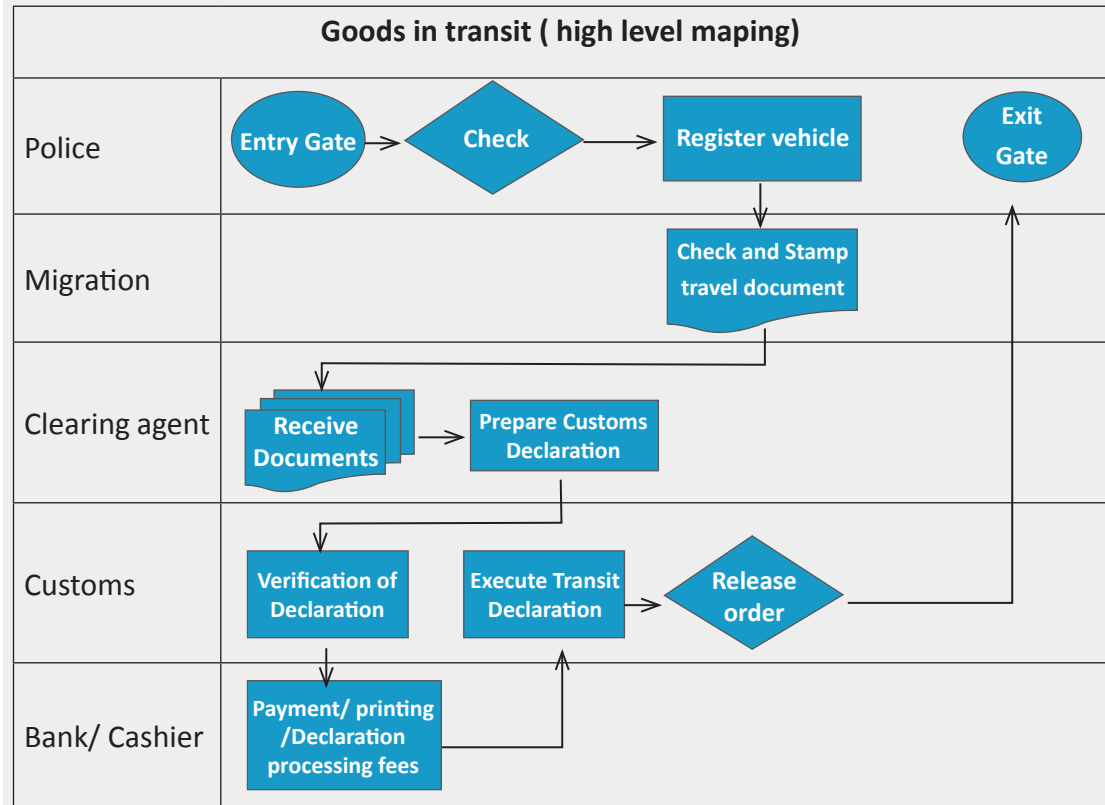 Goods in transit ( high level maping)
Police
Entry Gate
Check
Register vehicle
Exit
Gate
Migration
Check and Stamp
travel document
Clearing agent
Receive
Documents
Prepare Customs
Declaration
Customs
Verification of
Declaration
Execute Transit
Declaration
Release
order
Bank/ Cashier
Payment/ printing
/Declaration
processing fees